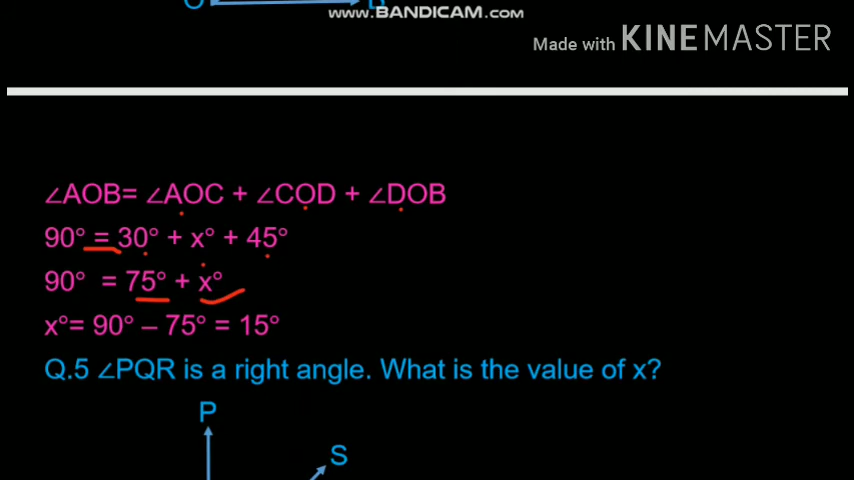 www.BANDICAM.com
Made with KINEMASTER
∠AOB= ∠AOC + ∠COD + ∠DOB
90° = 30° + x° + 45°
90° = 75° + x°
x°= 90° – 75° = 15°
Q.5 ∠PQR is a right angle. What is the value of x?
P
S